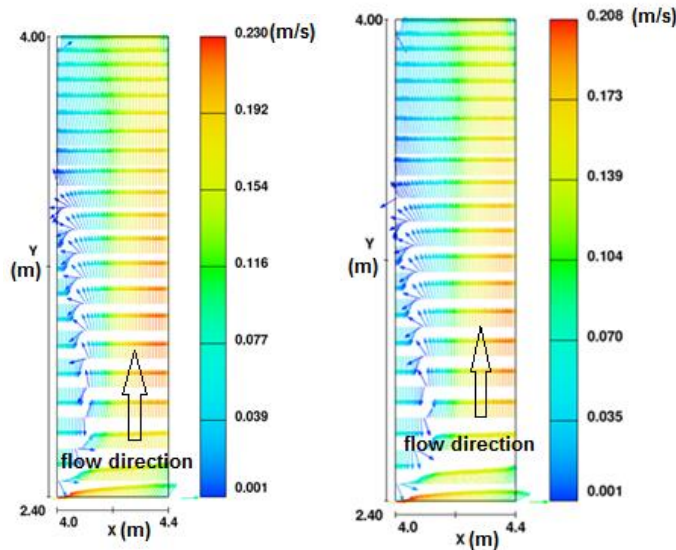 4.00
0.230 (m/s)
0.192
0.154
Y
(m)
0.116
0.077
0.039
flow direction
0.001
2.40
4.0
4.4
X (m)
4.00
0.208 (m/s)
0.173
0.139
Y
(m)
0.104
0.070
0.035
flow direction
0.001
2.40
4.0
4.4
X (m)